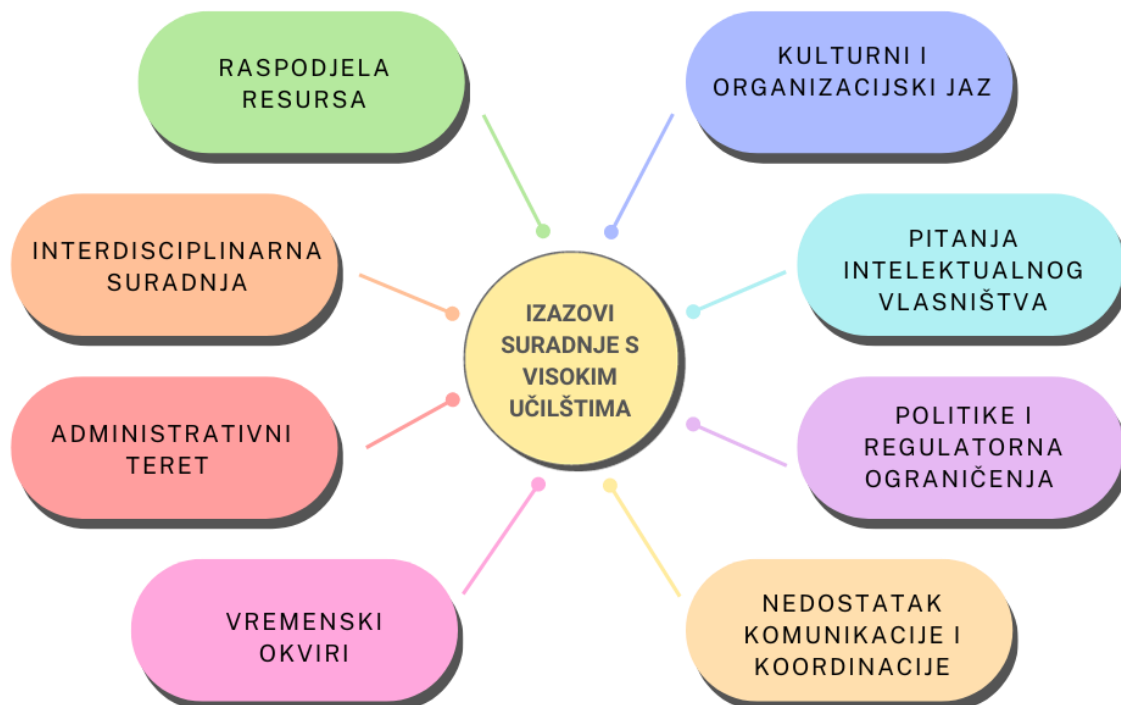 RASPODJELA
RESURSA
KULTURNI I
ORGANIZACIJSKI JAZ
INTERDISCIPLINARNA
SURADNJA
PITANJA
INTELEKTUALNOG
VLASNIŠTVA
IZAZOVI
SURADNJE S
VISOKIM
UČILŠTIMA
ADMINISTRATIVNI
TERET
POLITIKE I
REGULATORNA
OGRANIČENJA
VREMENSKI
OKVIRI
NEDOSTATAK
KOMUNIKACIJE I
KOORDINACIJE